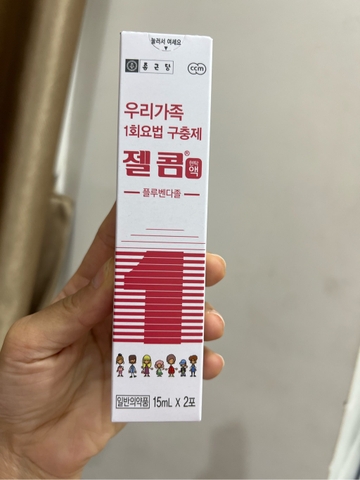 눌러서 여세요
종근당
ccm
우리가족
1회요법 구충제
젤콤® 현탁액
플루벤다졸
1
일반의약품 15mL X 2포